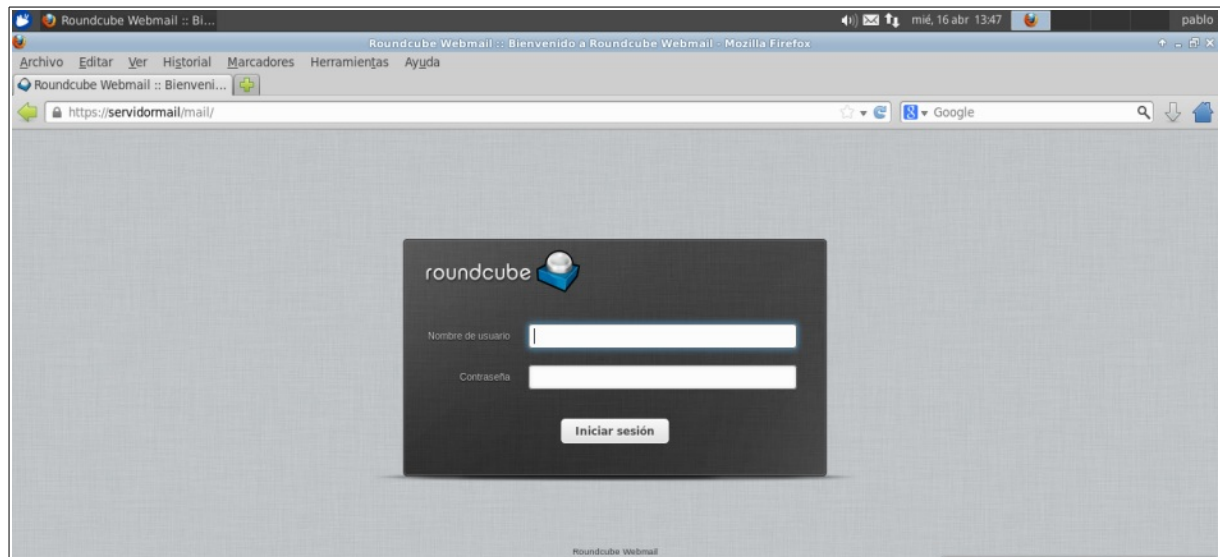 Roundcube Webmail :: Bi... mié, 16 abr 13:47 pablo
Roundcube Webmail :: Bienvenido a Roundcube Webmail - Mozilla Firefox
Archivo Editar Ver Historial Marcadores Herramientas Ayuda
Roundcube Webmail :: Bienveni...
https://servidormail/mail/ 8 Google
roundcube
Nombre de usuario
Contraseña
Iniciar sesión
Roundcube Webmail